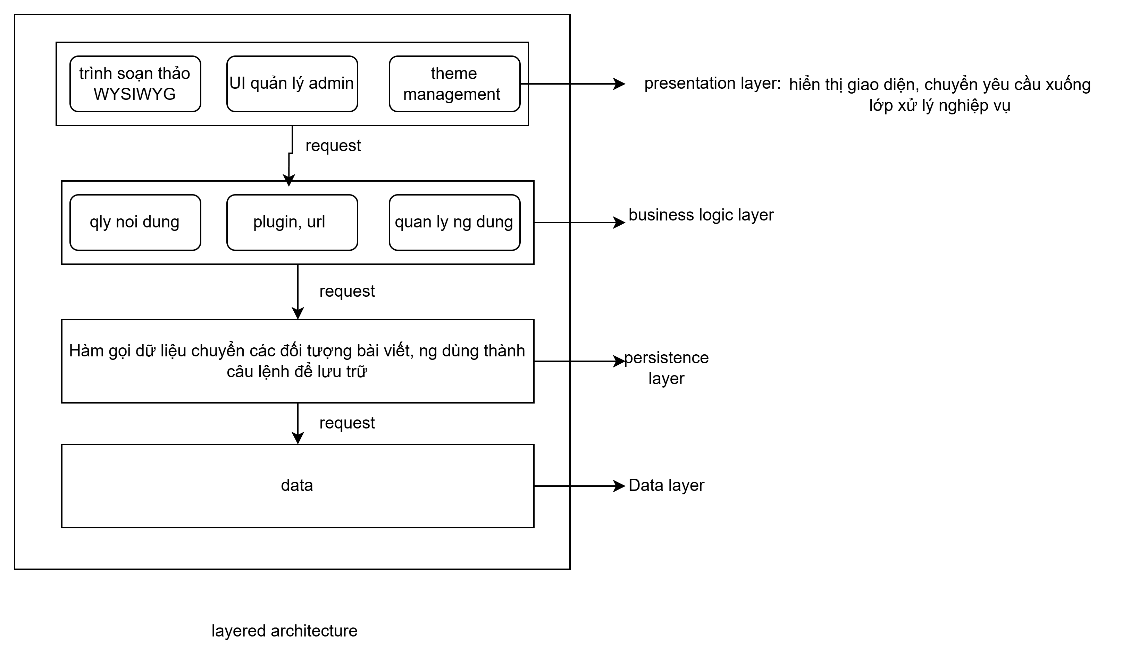 trình soạn thảo
WYSIWYG
UI quản lý admin
theme
management
presentation layer:
hiển thị giao diện, chuyển yêu cầu xuống
lớp xử lý nghiệp vụ
request
qly noi dung
plugin, url
quan ly ng dung
business logic layer
request
Hàm gọi dữ liệu chuyển các đối tượng bài viết, ng dùng thành
câu lệnh để lưu trữ
persistence
layer
request
data
Data layer
layered architecture